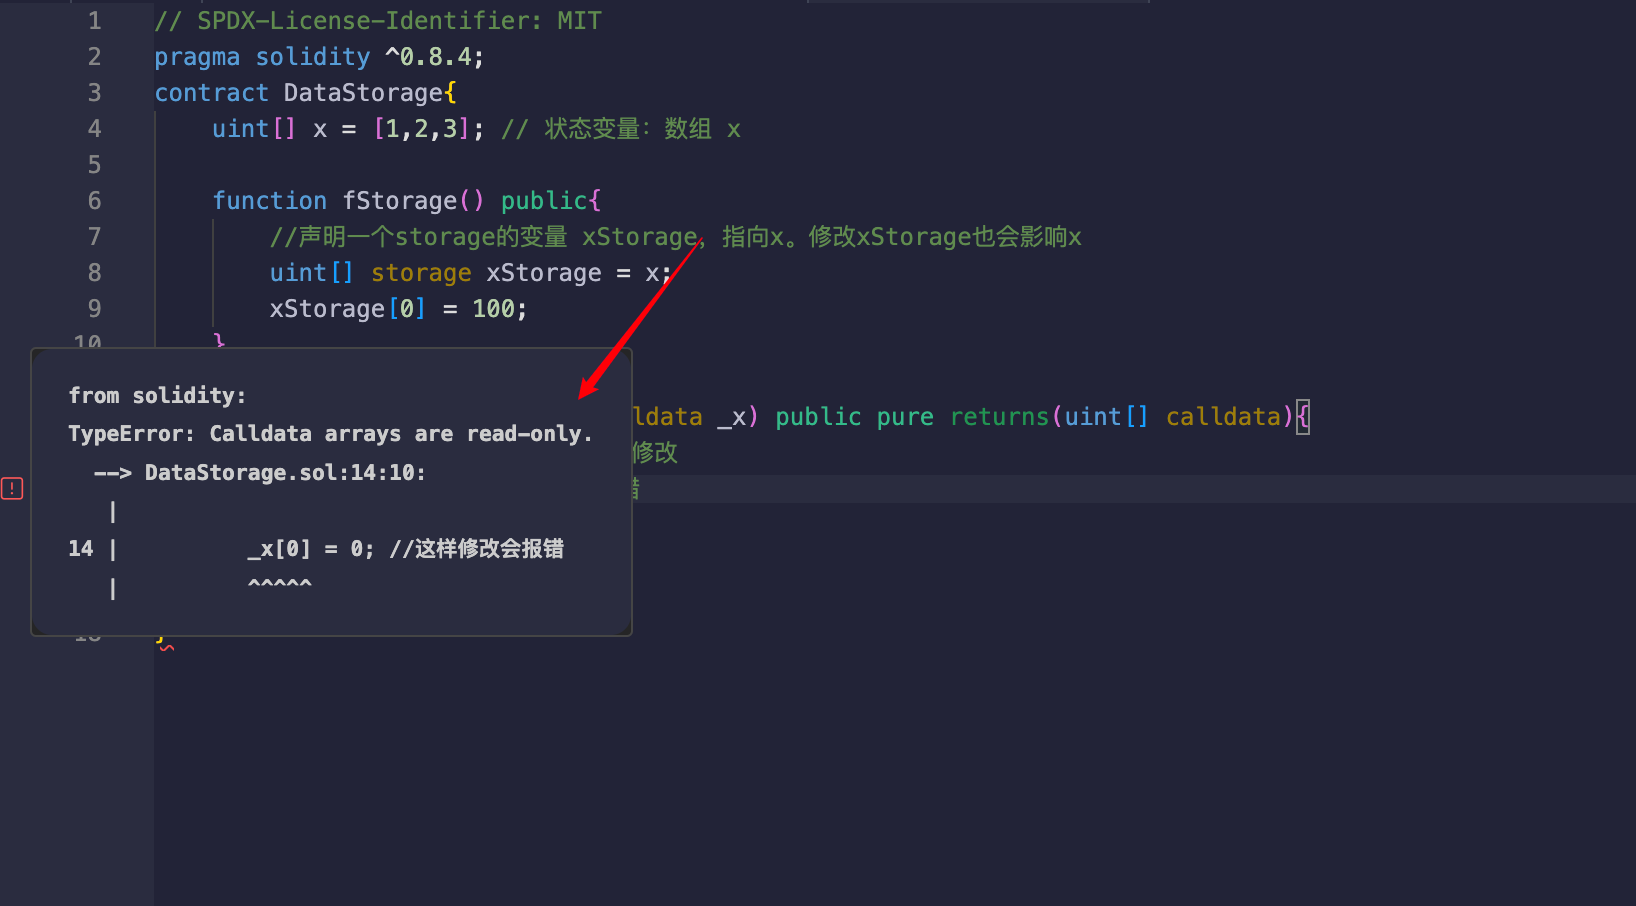 1 // SPDX-License-Identifier: MIT
2 pragma solidity ^0.8.4;
3 contract DataStorage{
4 uint[] x = [1,2,3]; // 状态变量：数组 x
5
6 function fStorage() public{
7 //声明一个storage的变量 xStorage，指向x。修改xStorage也会影响x
8 uint[] storage xStorage = x;
9 xStorage[0] = 100;
10 }
from solidity:
ldata _x) public pure returns(uint[] calldata){
TypeError: Calldata arrays are read-only.
修改
--> DataStorage.sol:14:10:
|
14 | _x[0] = 0; //这样修改会报错
| ^^^^^
}